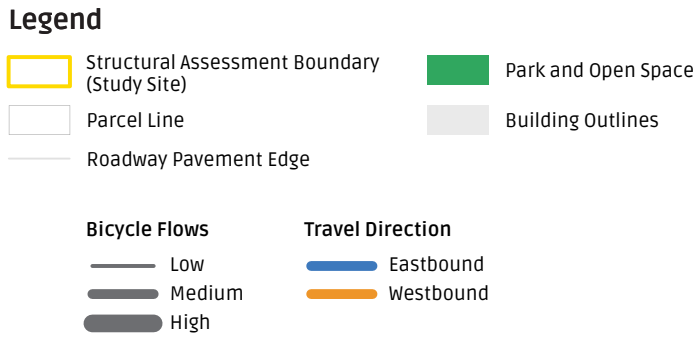 Legend
Structural Assessment Boundary
(Study Site)
Parcel Line
Roadway Pavement Edge
Park and Open Space
Building Outlines
Bicycle Flows
Low
Medium
High
Travel Direction
Eastbound
Westbound